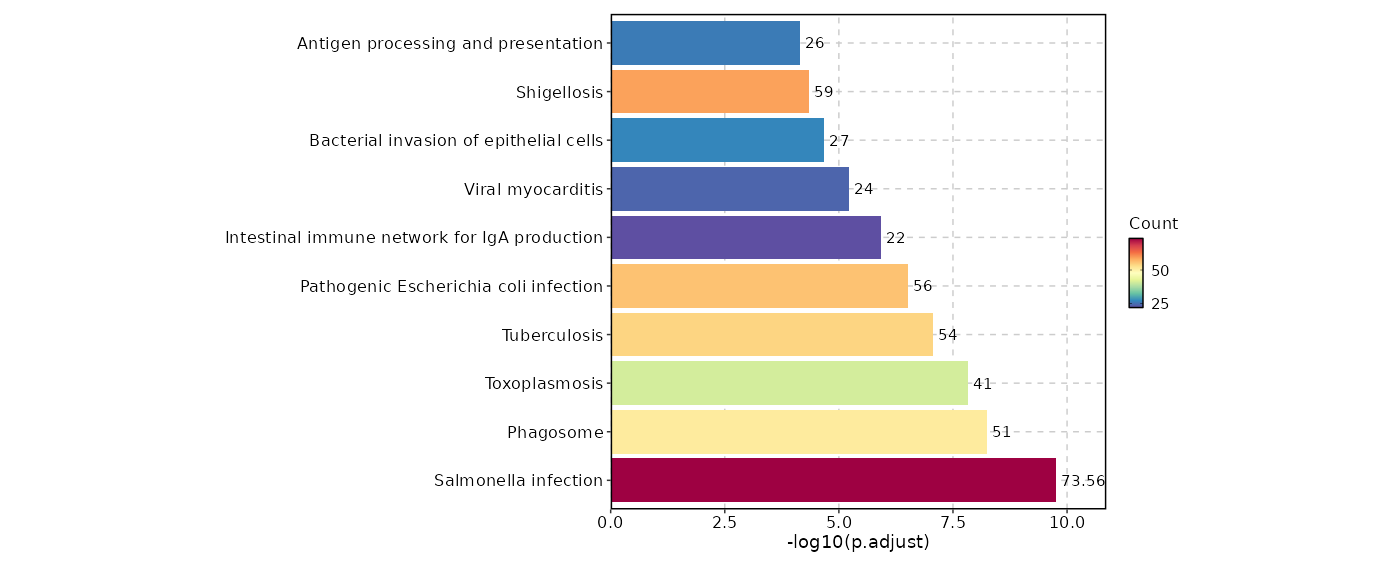 Antigen processing and presentation 26
Shigellosis 59
Bacterial invasion of epithelial cells 27
Viral myocarditis 24
Intestinal immune network for IgA production 22
Pathogenic Escherichia coli infection 56
Tuberculosis 54
Toxoplasmosis 41
Phagosome 51
Salmonella infection 73.56
0.0 2.5 5.0 7.5 10.0
-log10(p.adjust)
Count
50
25